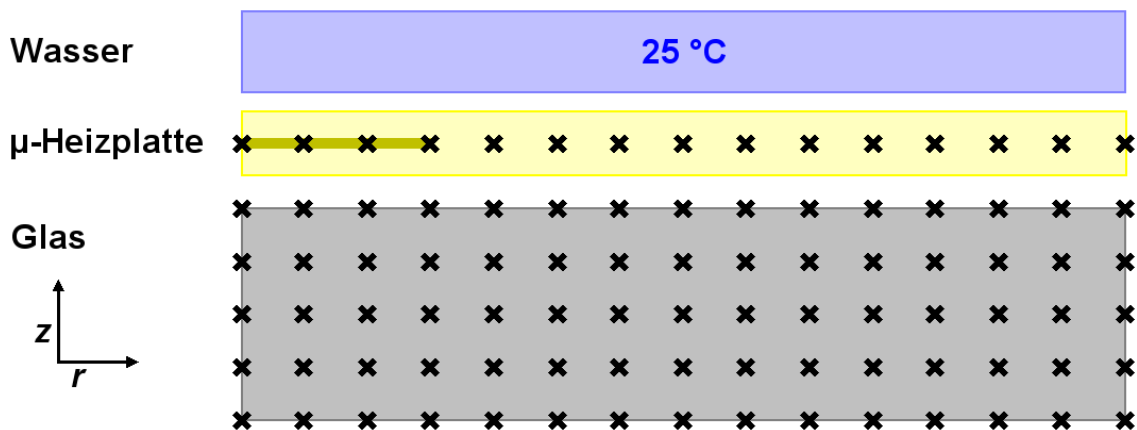 Wasser
25 °C
µ-Heizplatte
Glas
z
r